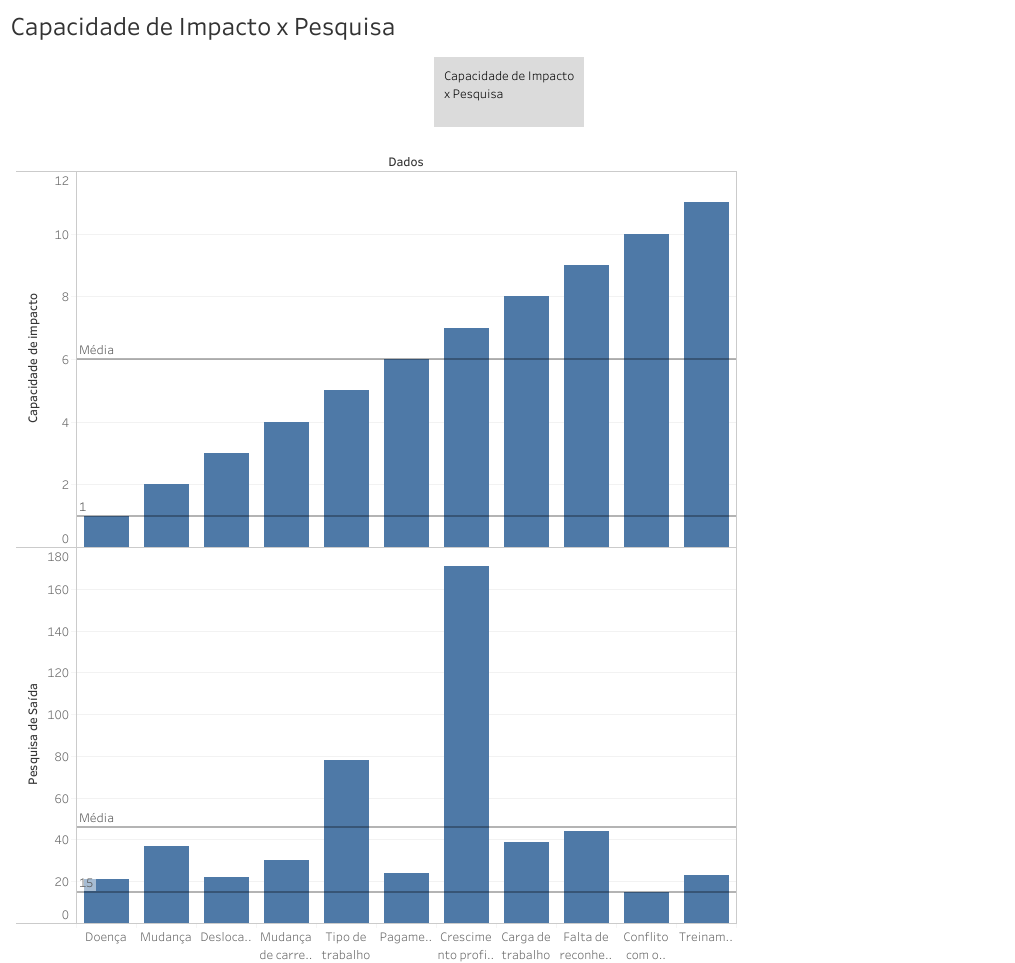 Capacidade de Impacto x Pesquisa
Capacidade de Impacto
x Pesquisa
Dados
Capacidade de impacto
12
10
8
Média
6
4
2
1
0
Pesquisa de Saída
180
160
140
120
100
80
60
Média
40
20
15
0
Doença Mudança Desloca.. Mudança Tipo de Pagame.. Crescime Carga de Falta de Conflito Treinam..
de carre.. trabalho nto profi.. trabalho reconhe.. com o..